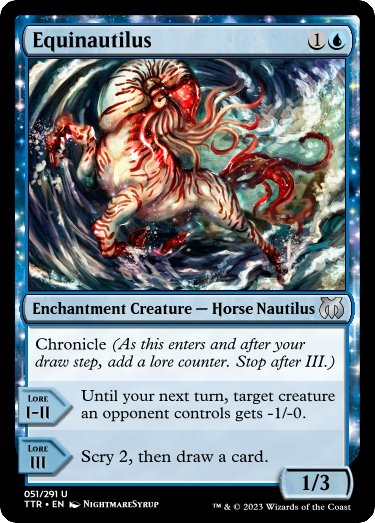 Equinautilus 1
Enchantment Creature — Horse Nautilus
Chronicle (As this enters and after your
draw step, add a lore counter. Stop after III.)
LORE
I-II
Until your next turn, target creature
an opponent controls gets -1/-0.
LORE
III
Scry 2, then draw a card.
1/3
051/291 U
TTR • EN NightmareSyrup
™ & © 2023 Wizards of the Coast